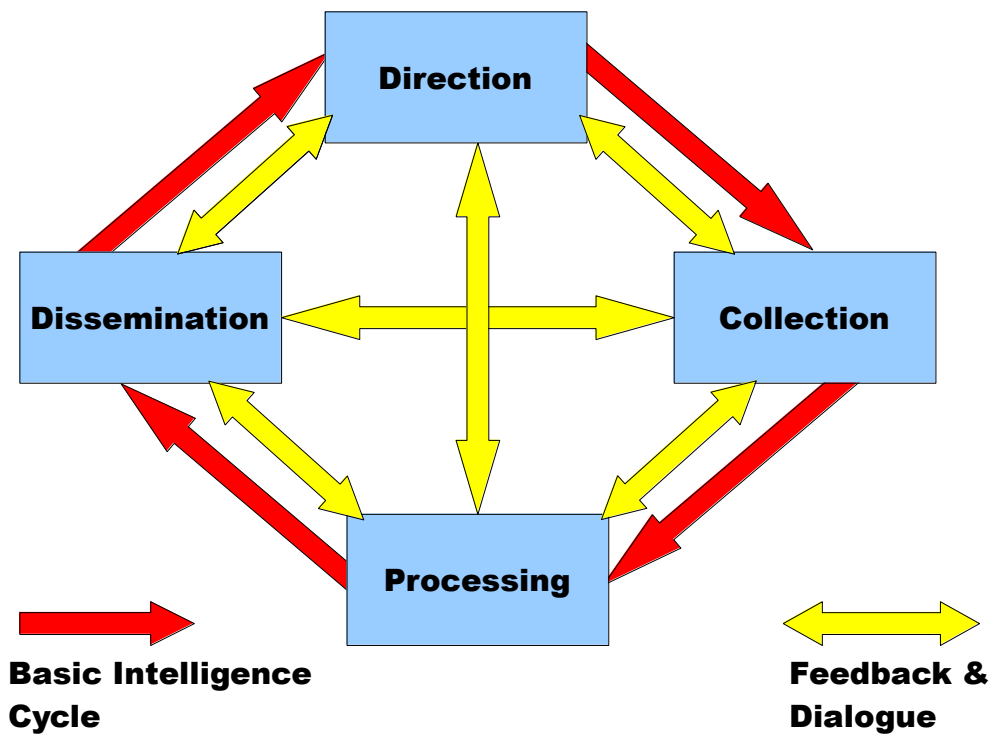 Direction
Dissemination
Collection
Processing
Basic Intelligence
Cycle
Feedback &
Dialogue